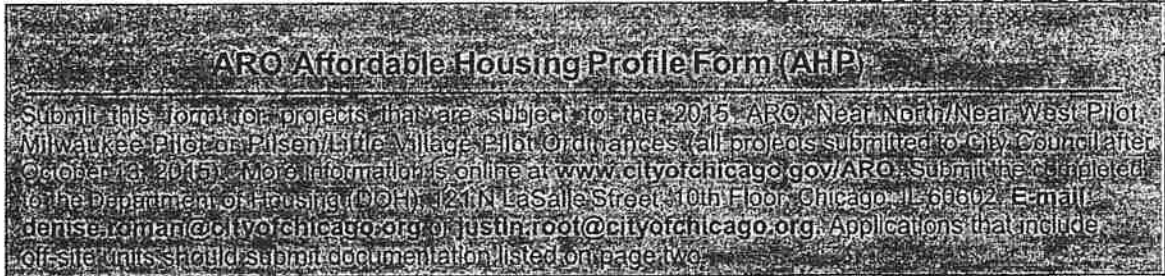 ARO Affordable Housing Profile Form (AHP)
Submit this form for projects that are subject to the 2015 ARO, Near North/Near West Pilot,
Milwaukee Pilot or Pilsen/Little Village Pilot Ordinances (all projects submitted to City Council after
October 13, 2015). More information is online at www.cityofchicago.gov/ARO. Submit the completed
to the Department of Housing (DOH), 121 N LaSalle Street, 10th Floor, Chicago, IL 60602. E-mail:
denise.roman@cityofchicago.org or justin.root@cityofchicago.org. Applications that include
off-site units should submit documentation listed on page two.